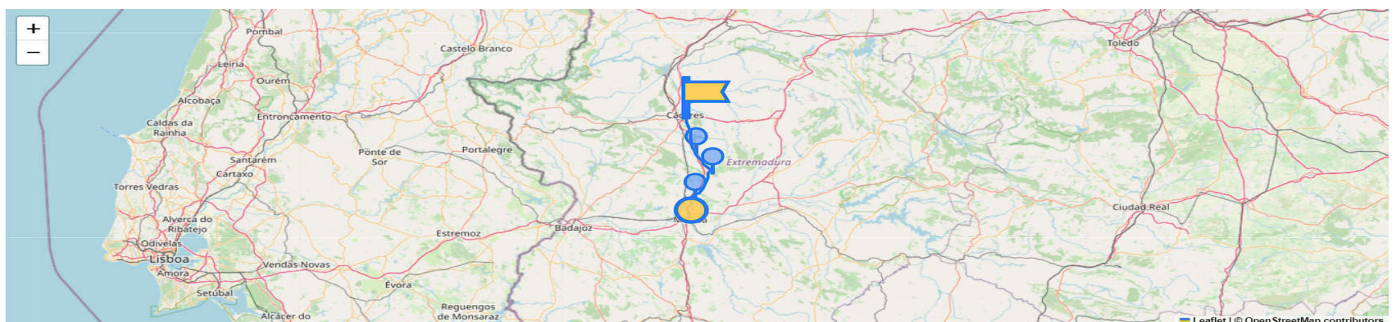 +
−
Pombal
Castelo Branco
Leiria
Ourém
Alcobaça
Entroncamento
Caldas da
Rainha
Ponte de
Sor
Portalegre
Santarém
Cartaxo
Torres Vedras
Alverca do
Ribatejo
Odivelas
Lisboa
Amora
Setúbal
Vendas Novas
Estremoz
Évora
Alcácer do
Reguengos
de Monsaraz
Badajoz
Cáceres
Extremadura
Toledo
Ciudad Real
Leaflet | © OpenStreetMap contributors